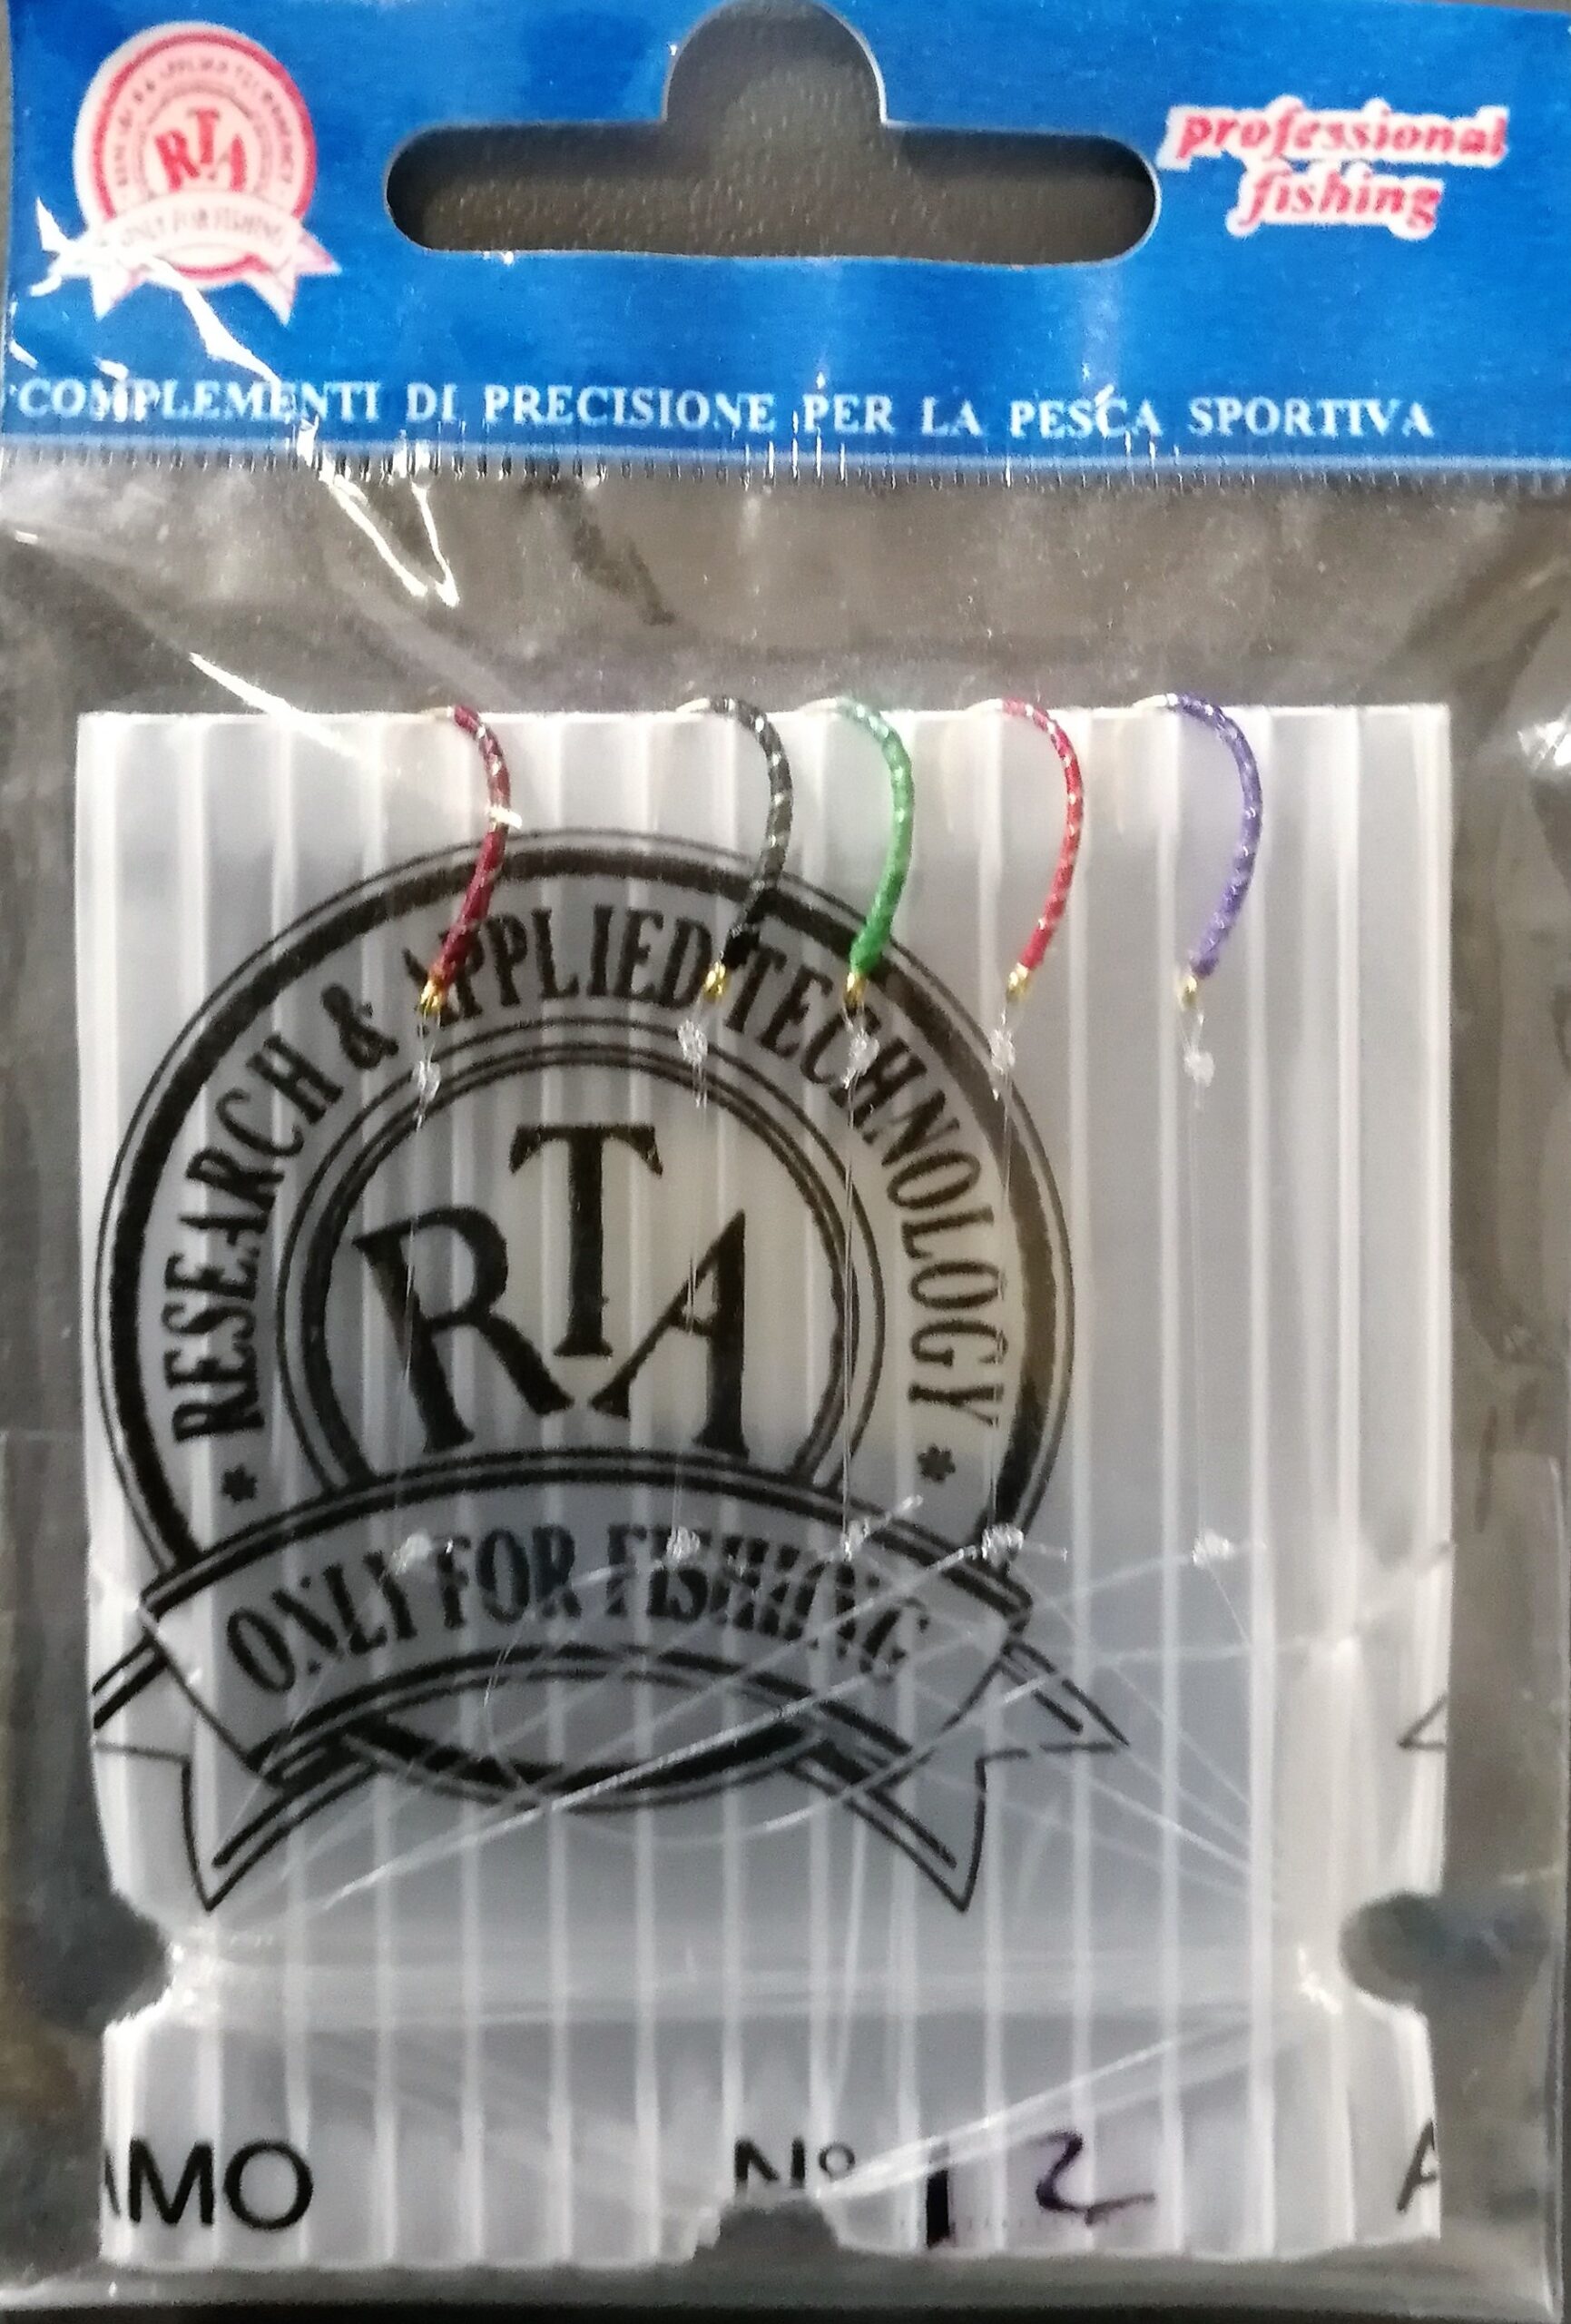 RTA
ONLY FOR FISHING
professional
fishing
COMPLEMENTI DI PRECISIONE PER LA PESCA SPORTIVA
* RESEARCH & APPLIED TECHNOLOGY *
RTA
ONLY FOR FISHING
AMO Nº 12 A